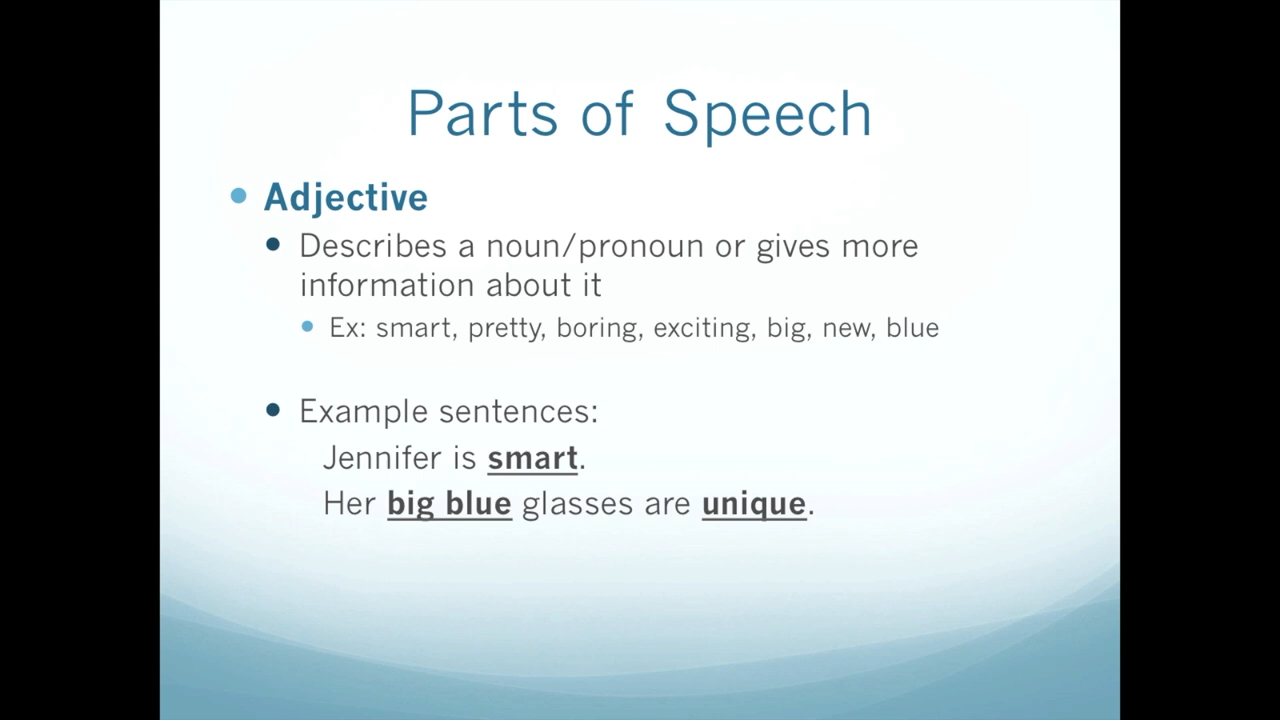 Parts of Speech
Adjective
Describes a noun/pronoun or gives more
information about it
Ex: smart, pretty, boring, exciting, big, new, blue
Example sentences:
Jennifer is smart.
Her big blue glasses are unique.